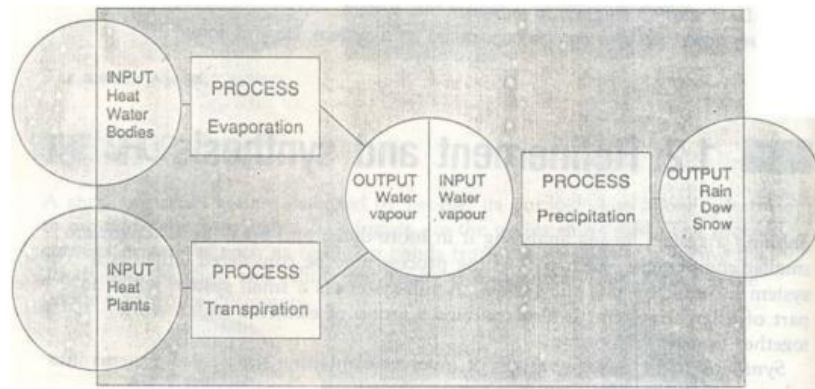 INPUT
Heat
Water
Bodies
PROCESS
Evaporation
INPUT
Heat
Plants
PROCESS
Transpiration
OUTPUT
Water
vapour
INPUT
Water
vapour
PROCESS
Precipitation
OUTPUT
Rain
Dew
Snow